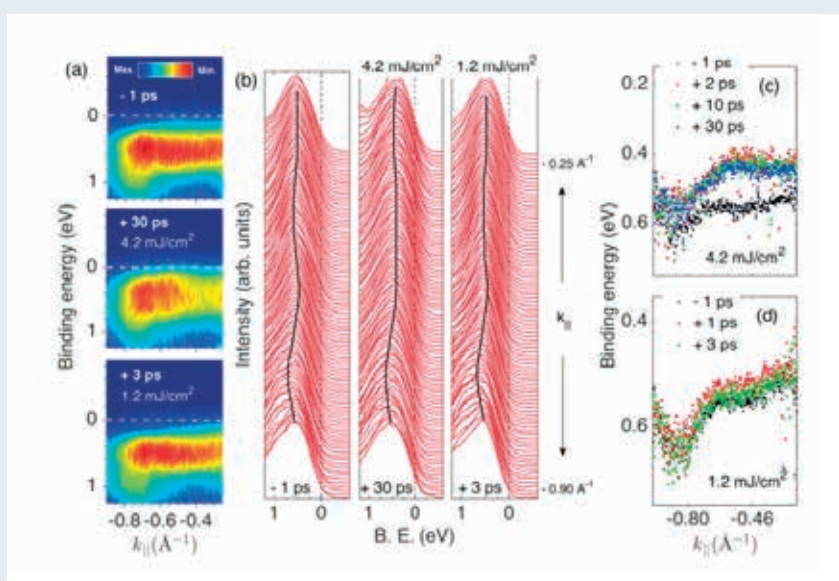 (a)
Max.
Min.
- 1 ps
0
1
+ 30 ps
4.2 mJ/cm²
0
1
+ 3 ps
1.2 mJ/cm²
0
1
Binding energy (eV)
-0.8 -0.6 -0.4
k||(Å⁻¹)
(b)
4.2 mJ/cm²
1.2 mJ/cm²
Intensity (arb. units)
- 1 ps
+ 30 ps
+ 3 ps
1 0
1 0
1 0
B. E. (eV)
- 0.25 Å⁻¹
k||
- 0.90 Å⁻¹
(c)
- 1 ps
+ 2 ps
+ 10 ps
+ 30 ps
0.2
0.4
0.6
4.2 mJ/cm²
Binding energy (eV)
(d)
- 1 ps
+ 1 ps
+ 3 ps
0.4
0.6
1.2 mJ/cm²
-0.80 -0.46
k||(Å⁻¹)